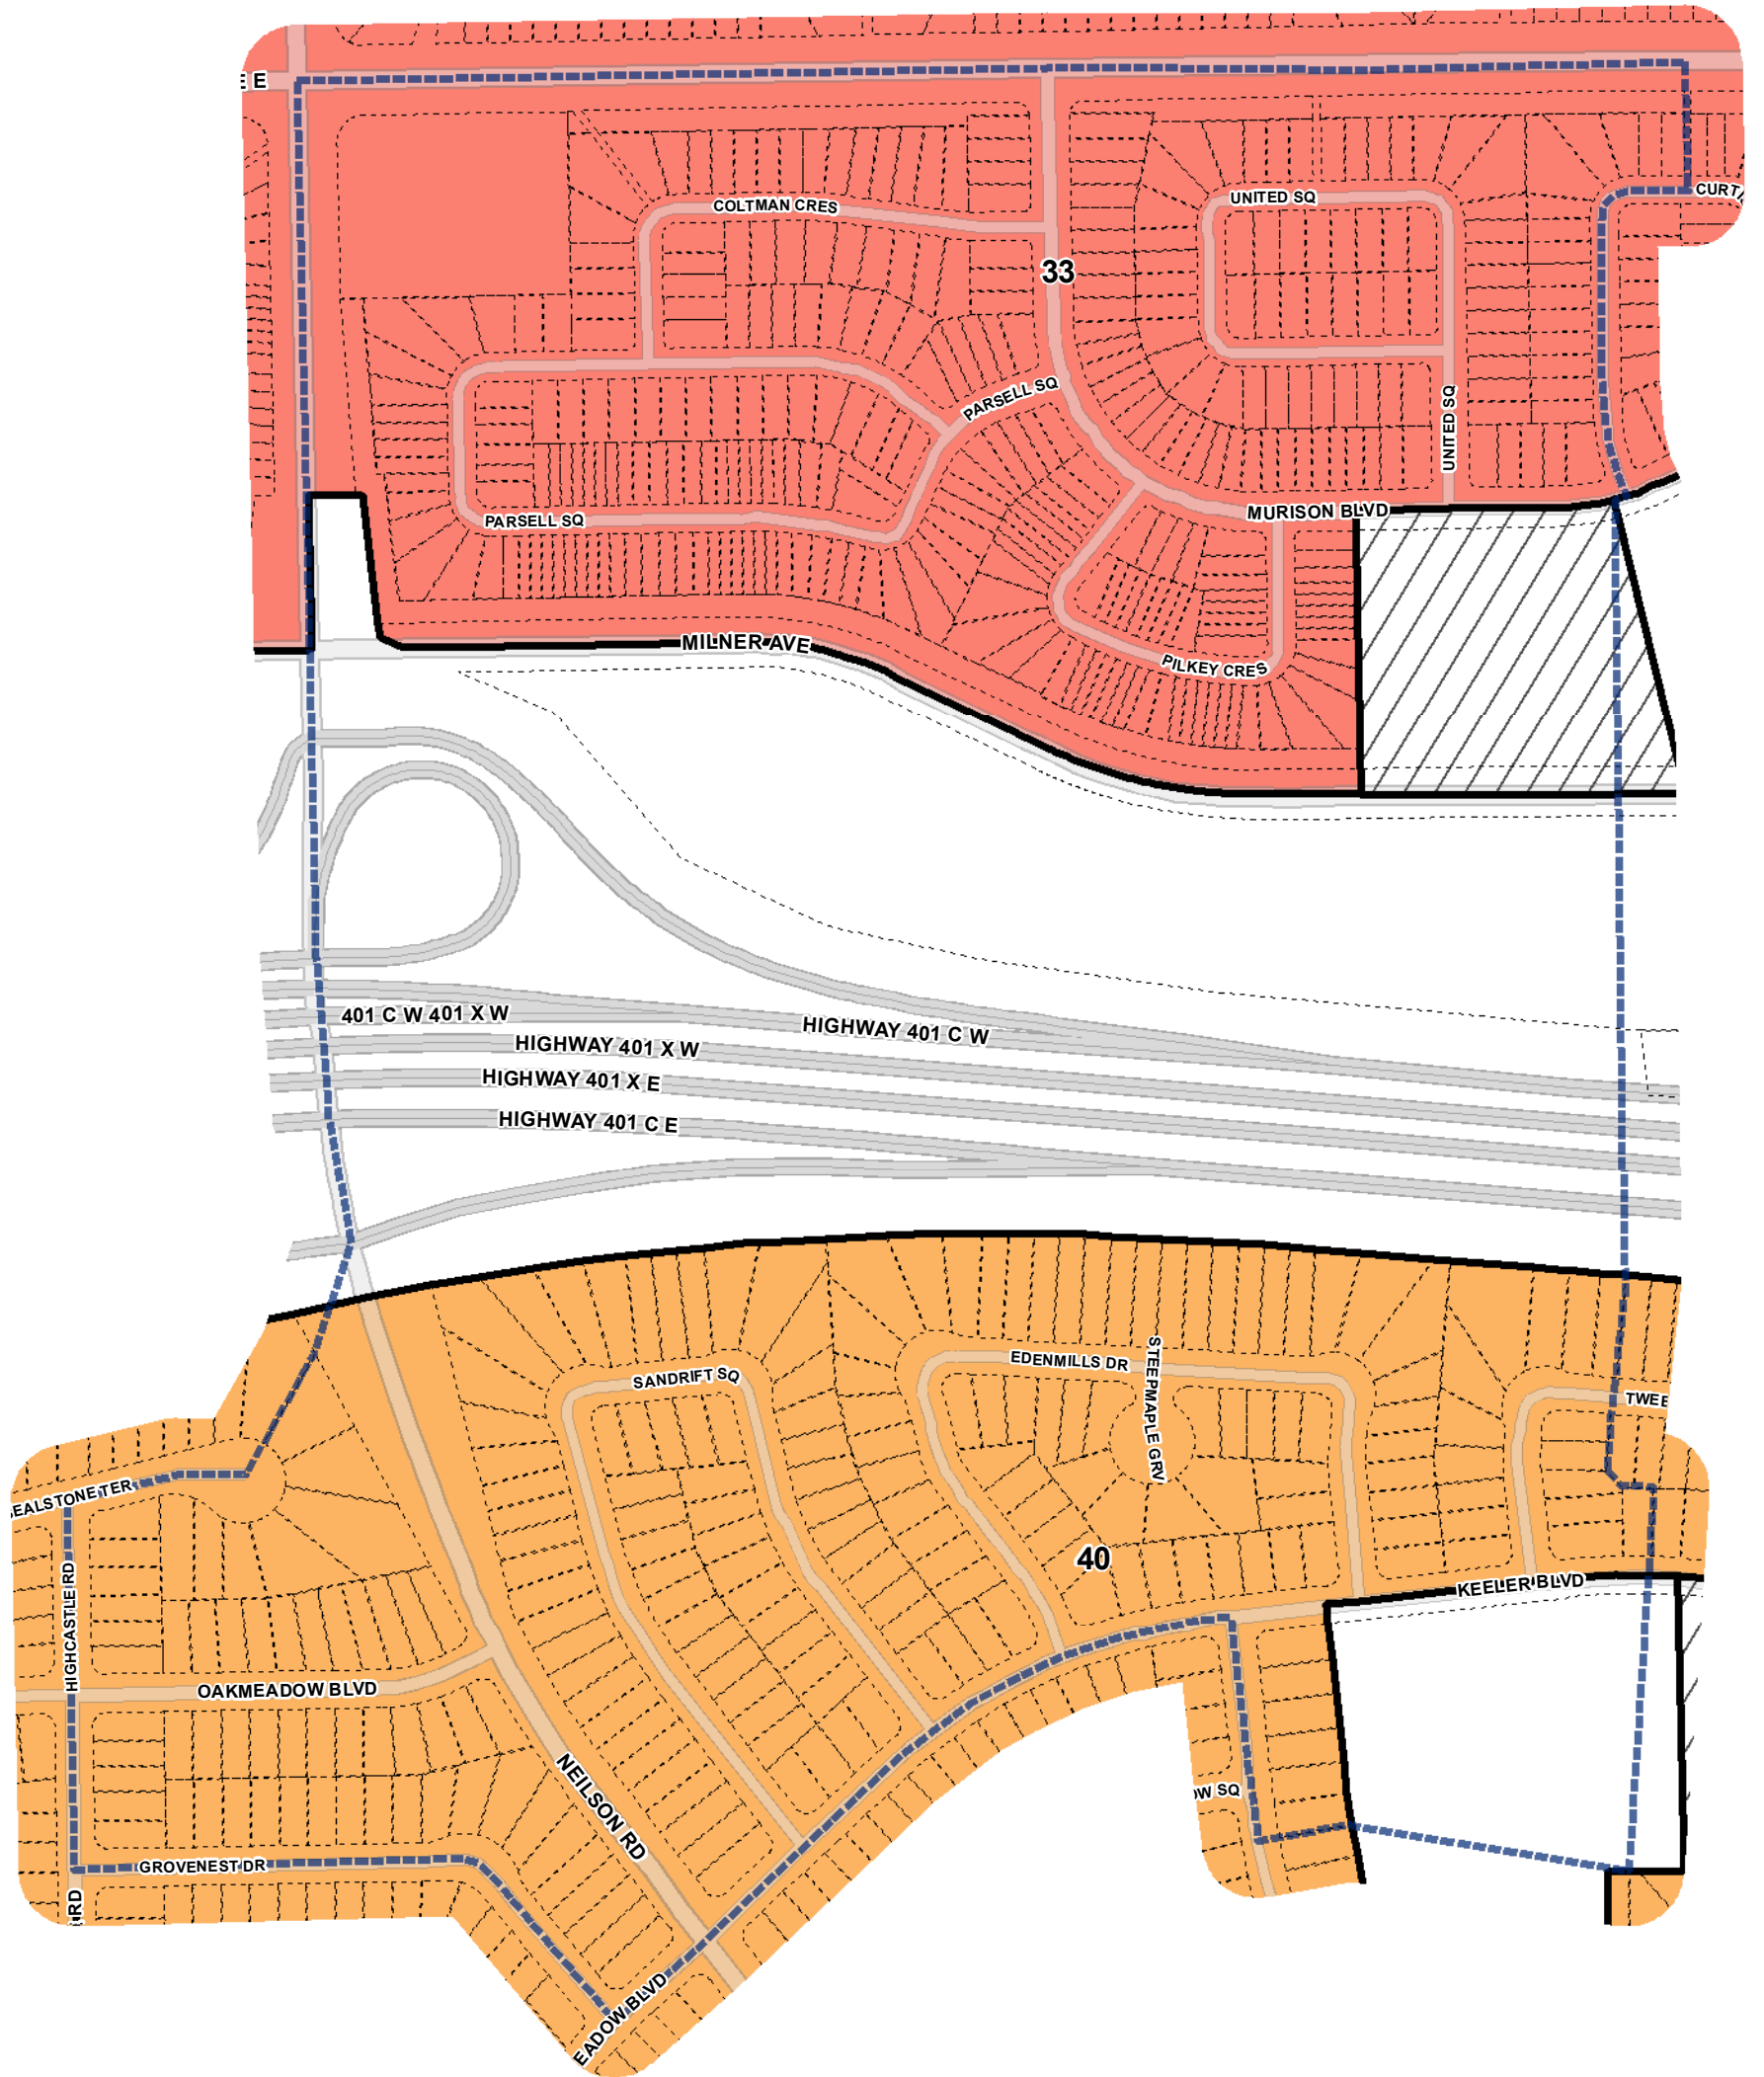 E E
CURT
COLTMAN CRES
UNITED SQ
33
PARSELL SQ
UNITED SQ
PARSELL SQ
MURISON BLVD
MILNER AVE
PILKEY CRES
401 C W 401 X W
HIGHWAY 401 C W
HIGHWAY 401 X W
HIGHWAY 401 X E
HIGHWAY 401 C E
SANDRIFT SQ
EDENMILLS DR
STEEPMAPLE GRV
TWEE
EALSTONE TER
40
KEELER BLVD
HIGHCASTLE RD
OAKMEADOW BLVD
NEILSON RD
OW SQ
GROVENEST DR
RD
EADOW BLVD